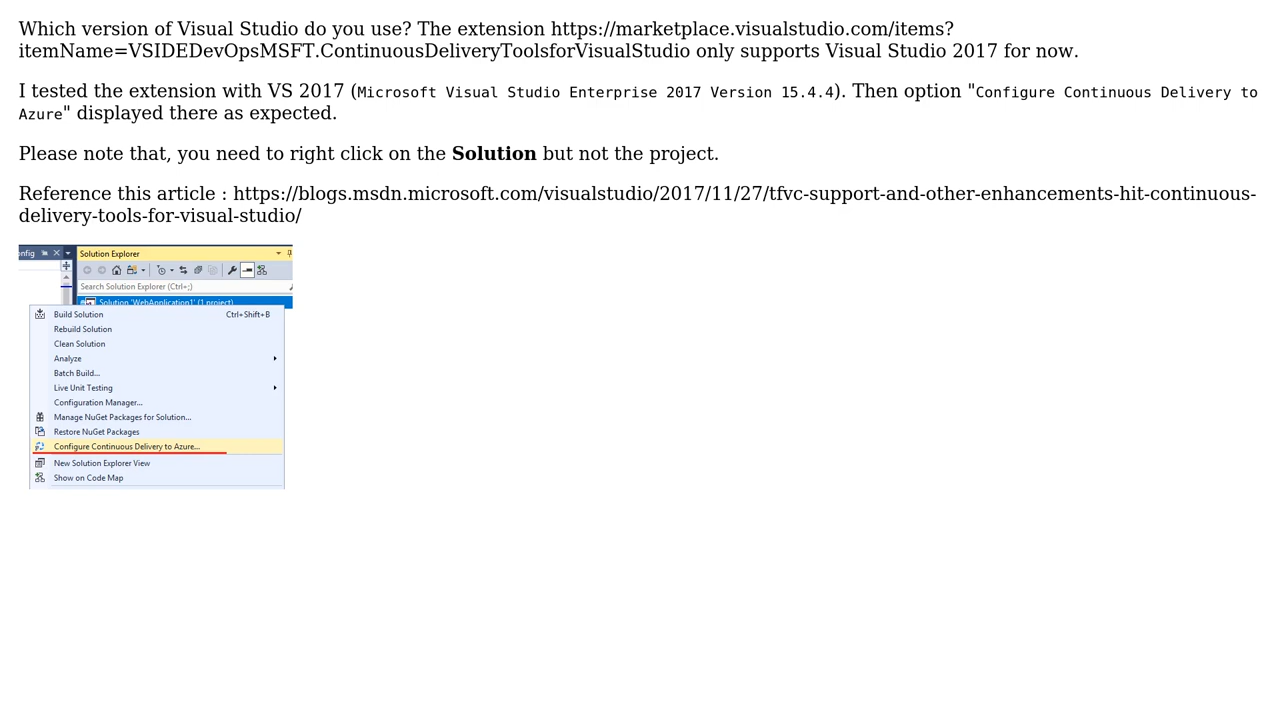 Which version of Visual Studio do you use? The extension https://marketplace.visualstudio.com/items?
itemName=VSIDEDevOpsMSFT.ContinuousDeliveryToolsforVisualStudio only supports Visual Studio 2017 for now.
I tested the extension with VS 2017 (Microsoft Visual Studio Enterprise 2017 Version 15.4.4). Then option "Configure Continuous Delivery to
Azure" displayed there as expected.
Please note that, you need to right click on the Solution but not the project.
Reference this article : https://blogs.msdn.microsoft.com/visualstudio/2017/11/27/tfvc-support-and-other-enhancements-hit-continuous-
delivery-tools-for-visual-studio/
nfig Solution Explorer
Search Solution Explorer (Ctrl+;)
Solution 'WebApplication1' (1 project)
Build Solution Ctrl+Shift+B
Rebuild Solution
Clean Solution
Analyze
Batch Build...
Live Unit Testing
Configuration Manager...
Manage NuGet Packages for Solution...
Restore NuGet Packages
Configure Continuous Delivery to Azure...
New Solution Explorer View
Show on Code Map